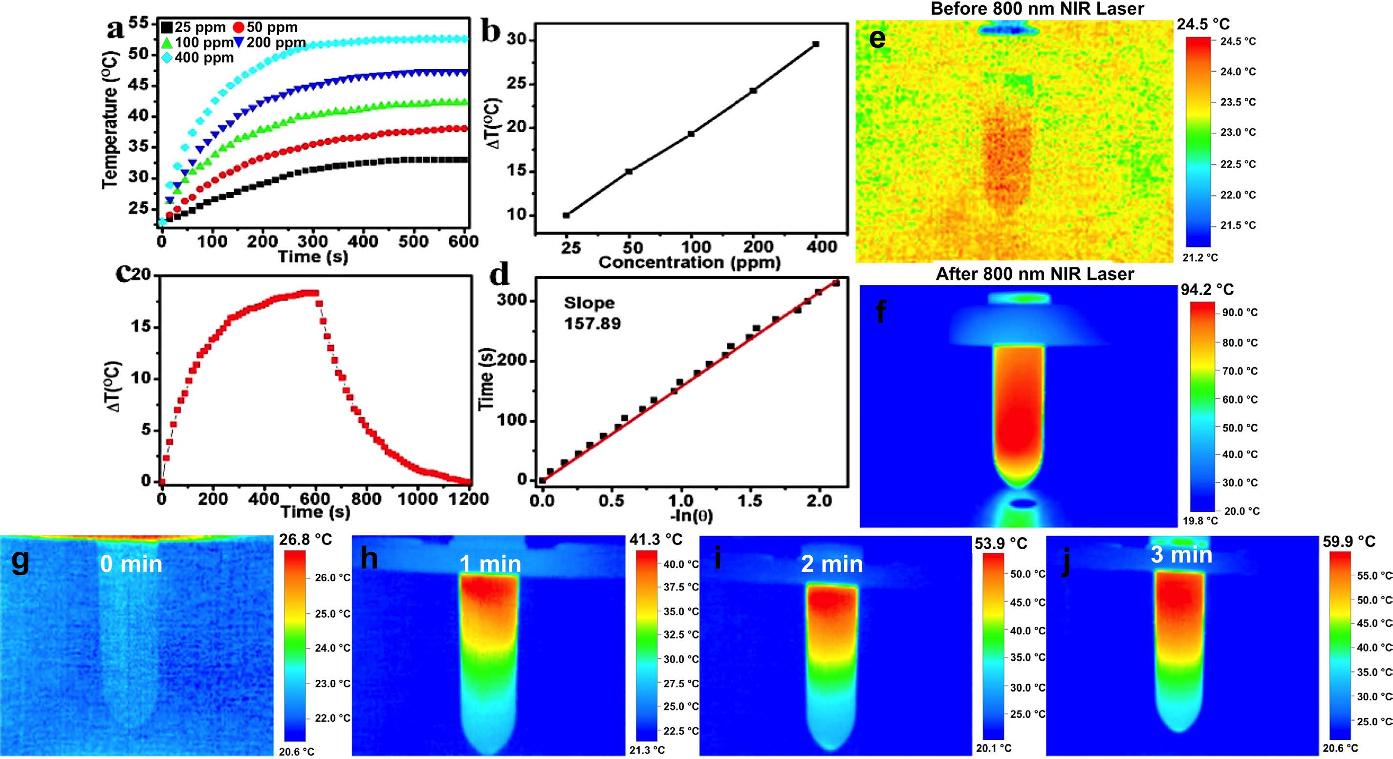 a
25 ppm 50 ppm
100 ppm 200 ppm
400 ppm
Temperature (°C)
55
50
45
40
35
30
25
0 100 200 300 400 500 600
Time (s)
b
ΔT(°C)
30
25
20
15
10
25 50 100 200 400
Concentration (ppm)
Before 800 nm NIR Laser
e
24.5 °C
24.5 °C
24.0 °C
23.5 °C
23.0 °C
22.5 °C
22.0 °C
21.5 °C
21.2 °C
c
ΔT(°C)
20
15
10
5
0
0 200 400 600 800 1000 1200
Time (s)
d
Slope
157.89
Time (s)
300
200
100
0
0.0 0.5 1.0 1.5 2.0
-ln(θ)
After 800 nm NIR Laser
f
94.2 °C
90.0 °C
80.0 °C
70.0 °C
60.0 °C
50.0 °C
40.0 °C
30.0 °C
20.0 °C
19.8 °C
g
0 min
26.8 °C
26.0 °C
25.0 °C
24.0 °C
23.0 °C
22.0 °C
20.6 °C
h
1 min
41.3 °C
40.0 °C
37.5 °C
35.0 °C
32.5 °C
30.0 °C
27.5 °C
25.0 °C
22.5 °C
21.3 °C
i
2 min
53.9 °C
50.0 °C
45.0 °C
40.0 °C
35.0 °C
30.0 °C
25.0 °C
20.1 °C
j
3 min
59.9 °C
55.0 °C
50.0 °C
45.0 °C
40.0 °C
35.0 °C
30.0 °C
25.0 °C
20.6 °C